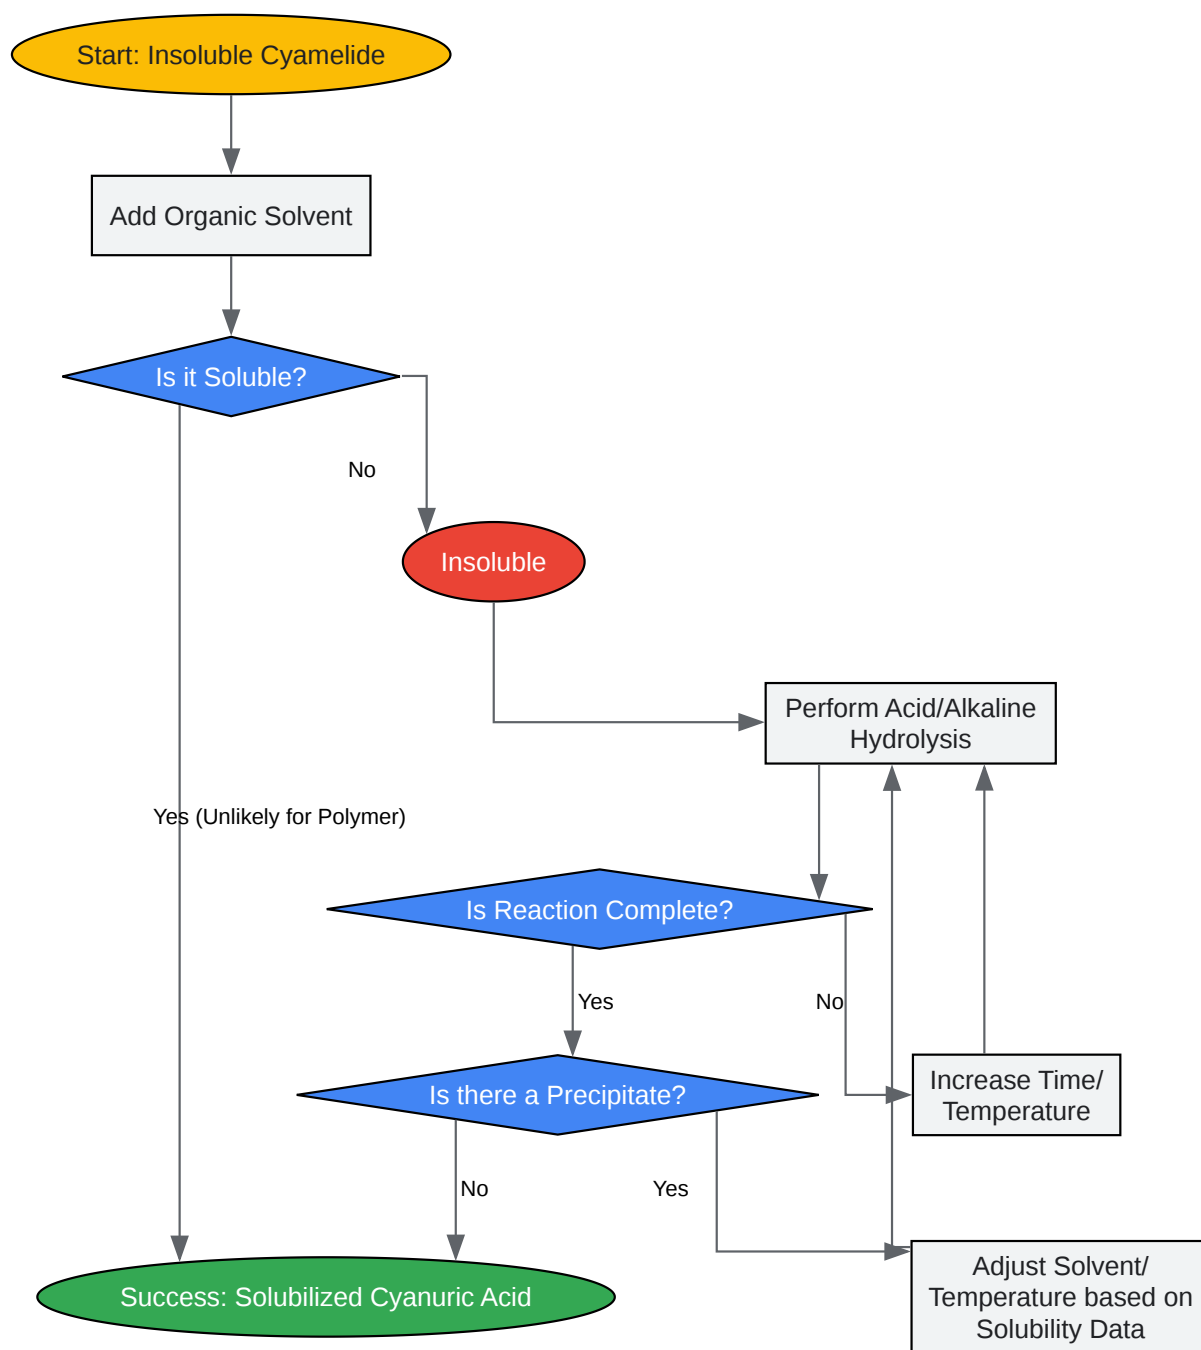 Start: Insoluble Cyamelide
Add Organic Solvent
Is it Soluble?
No
Insoluble
Perform Acid/Alkaline
Hydrolysis
Yes (Unlikely for Polymer)
Is Reaction Complete?
Yes
No
Increase Time/
Temperature
Is there a Precipitate?
No
Yes
Adjust Solvent/
Temperature based on
Solubility Data
Success: Solubilized Cyanuric Acid